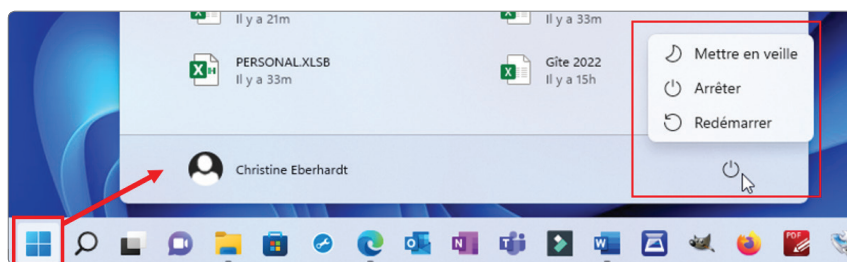 Il y a 21m
Il y a 33m
PERSONAL.XLSB
Il y a 33m
Gîte 2022
Il y a 15h
Mettre en veille
Arrêter
Redémarrer
Christine Eberhardt
PDF